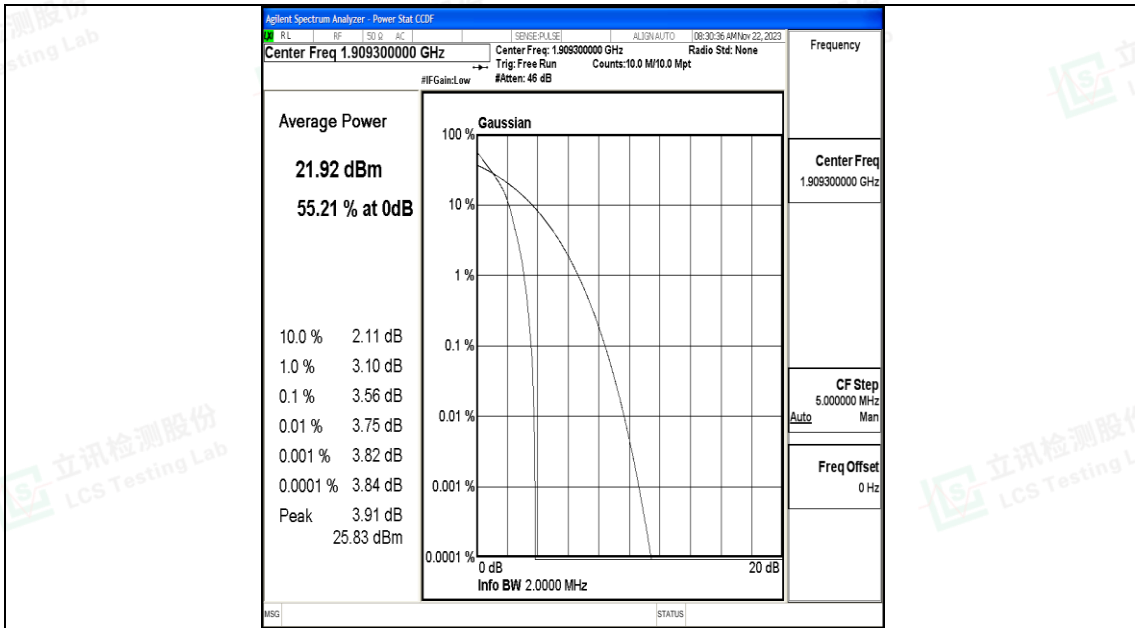 Agilent Spectrum Analyzer - Power Stat CCDF
RL RF 50 Ω AC SENSE:PULSE ALIGN AUTO 08:30:36 AM Nov 22, 2023
Center Freq 1.909300000 GHz
Center Freq: 1.909300000 GHz Radio Std: None
Trig: Free Run Counts:10.0 M/10.0 Mpt
#IFGain:Low #Atten: 46 dB
Frequency
Average Power
21.92 dBm
55.21 % at 0dB
10.0 % 2.11 dB
1.0 % 3.10 dB
0.1 % 3.56 dB
0.01 % 3.75 dB
0.001 % 3.82 dB
0.0001 % 3.84 dB
Peak 3.91 dB
25.83 dBm
Gaussian
100 %
10 %
1 %
0.1 %
0.01 %
0.001 %
0.0001 %
0 dB 20 dB
Info BW 2.0000 MHz
Center Freq
1.909300000 GHz
CF Step
5.000000 MHz
Auto Man
Freq Offset
0 Hz
MSG STATUS
立讯检测股份
LCS Testing Lab